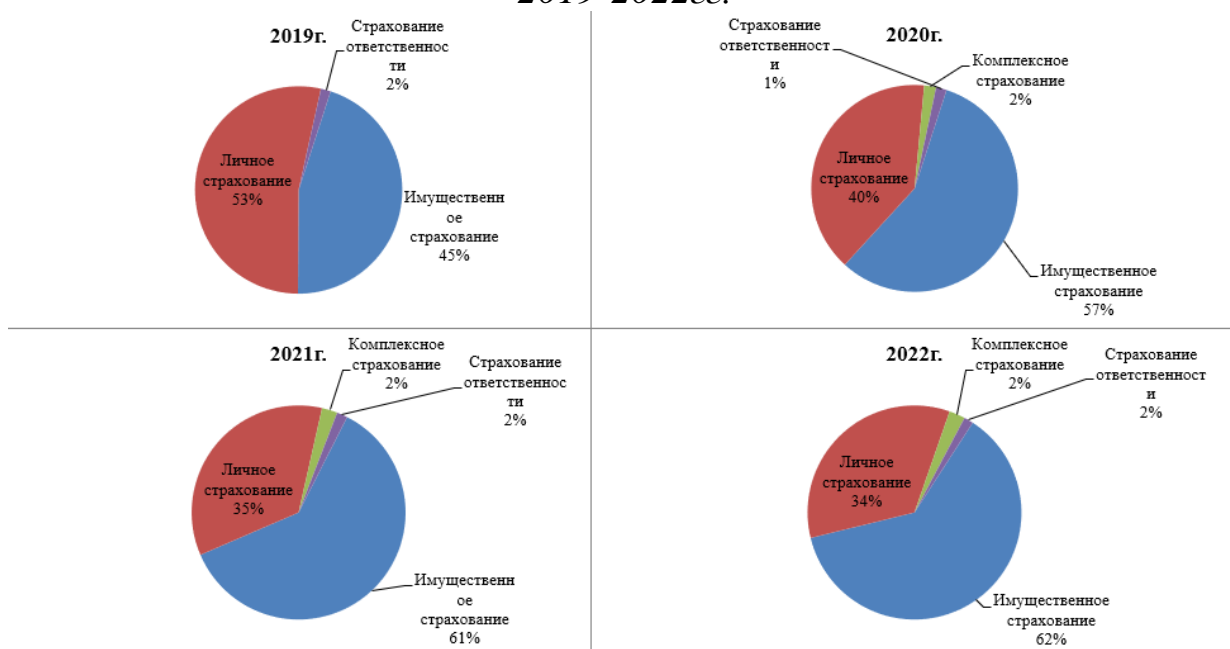 2019-2022гг.
2019г.
Страхование
ответственнос
ти
2%
Личное
страхование
53%
Имущественн
ое
страхование
45%
2020г.
Страхование
ответственност
и
1%
Комплексное
страхование
2%
Личное
страхование
40%
Имущественное
страхование
57%
2021г.
Комплексное
страхование
2%
Страхование
ответственнос
ти
2%
Личное
страхование
35%
Имущественн
ое
страхование
61%
2022г.
Комплексное
страхование
2%
Страхование
ответственност
и
2%
Личное
страхование
34%
Имущественное
страхование
62%